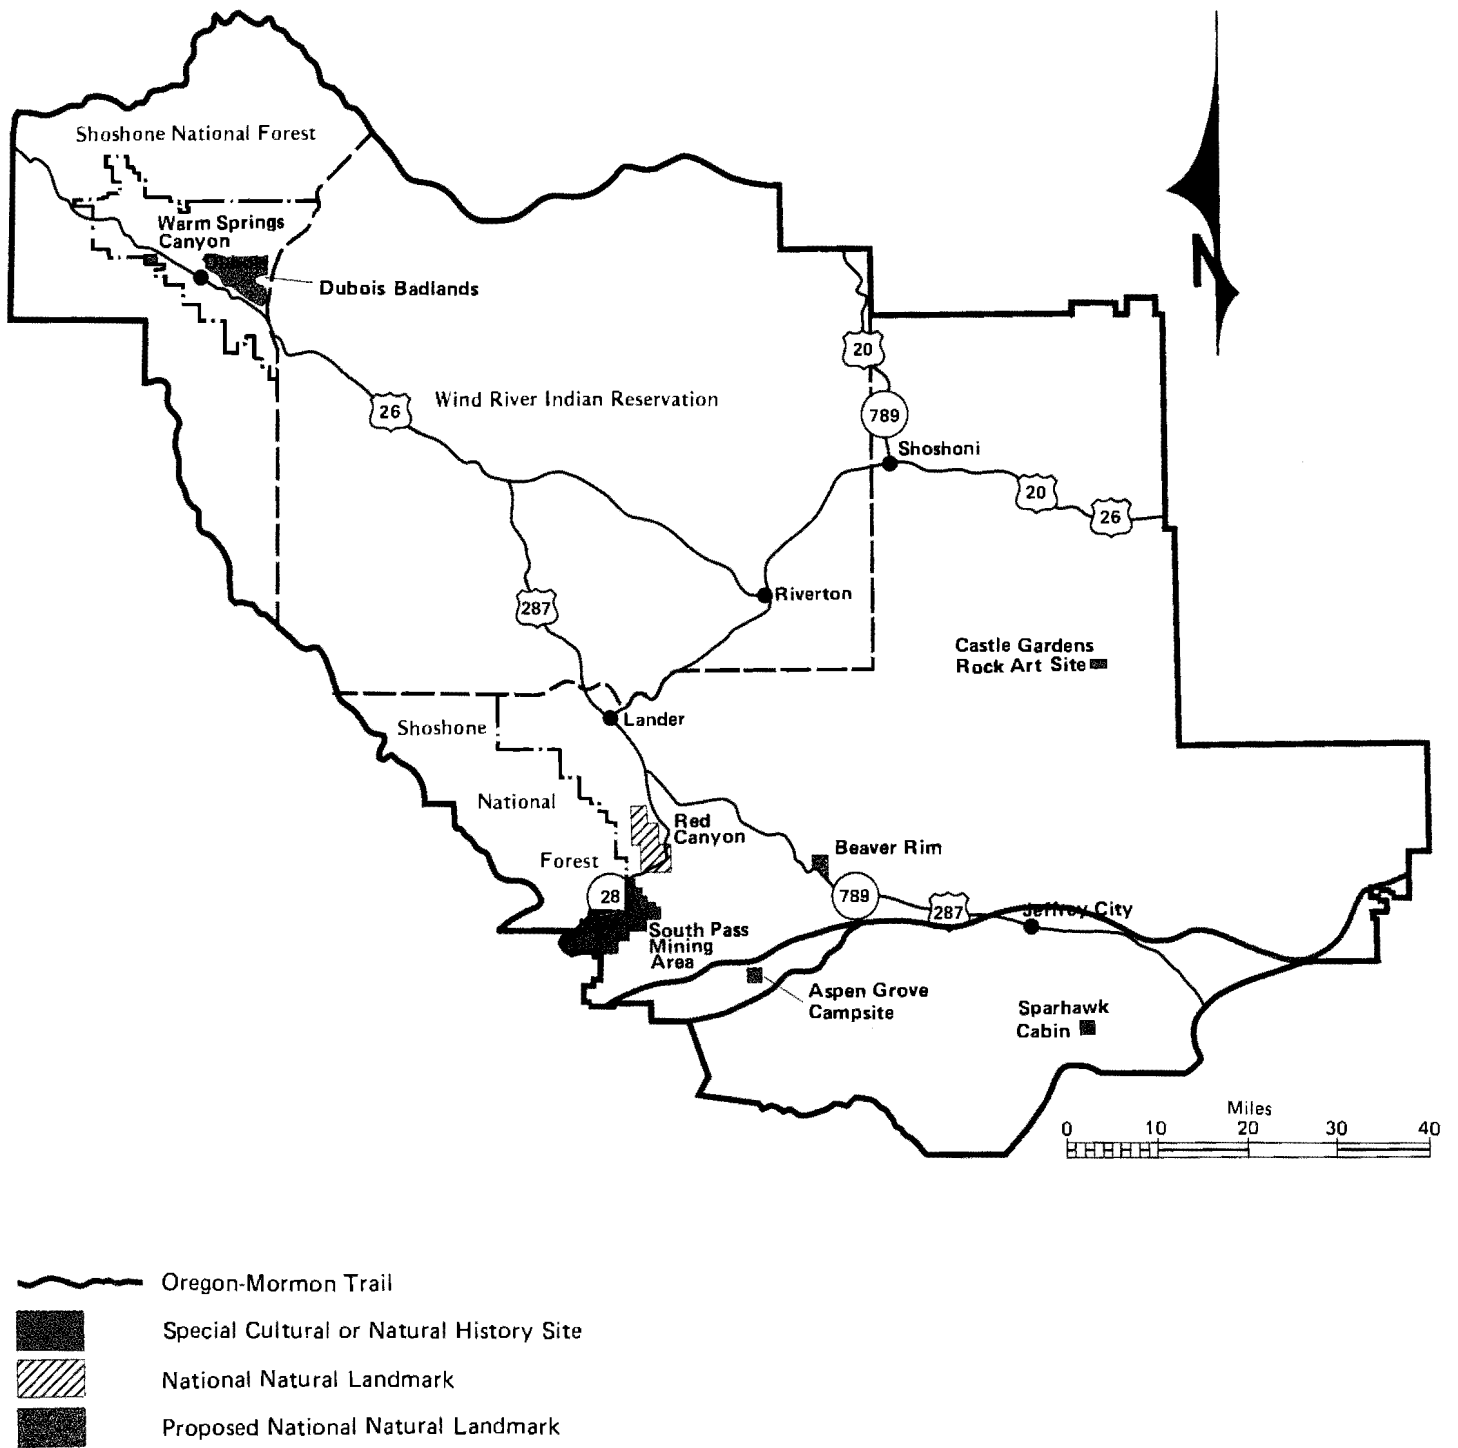 Shoshone National Forest
Warm Springs
Canyon
Dubois Badlands
N
20
26
Wind River Indian Reservation
789
Shoshoni
20
26
287
Riverton
Castle Gardens
Rock Art Site
Shoshone
Lander
National
Red
Canyon
Forest
Beaver Rim
28
789
287
Jeffrey City
South Pass
Mining
Area
Aspen Grove
Campsite
Sparhawk
Cabin
Miles
0 10 20 30 40
Oregon-Mormon Trail
Special Cultural or Natural History Site
National Natural Landmark
Proposed National Natural Landmark